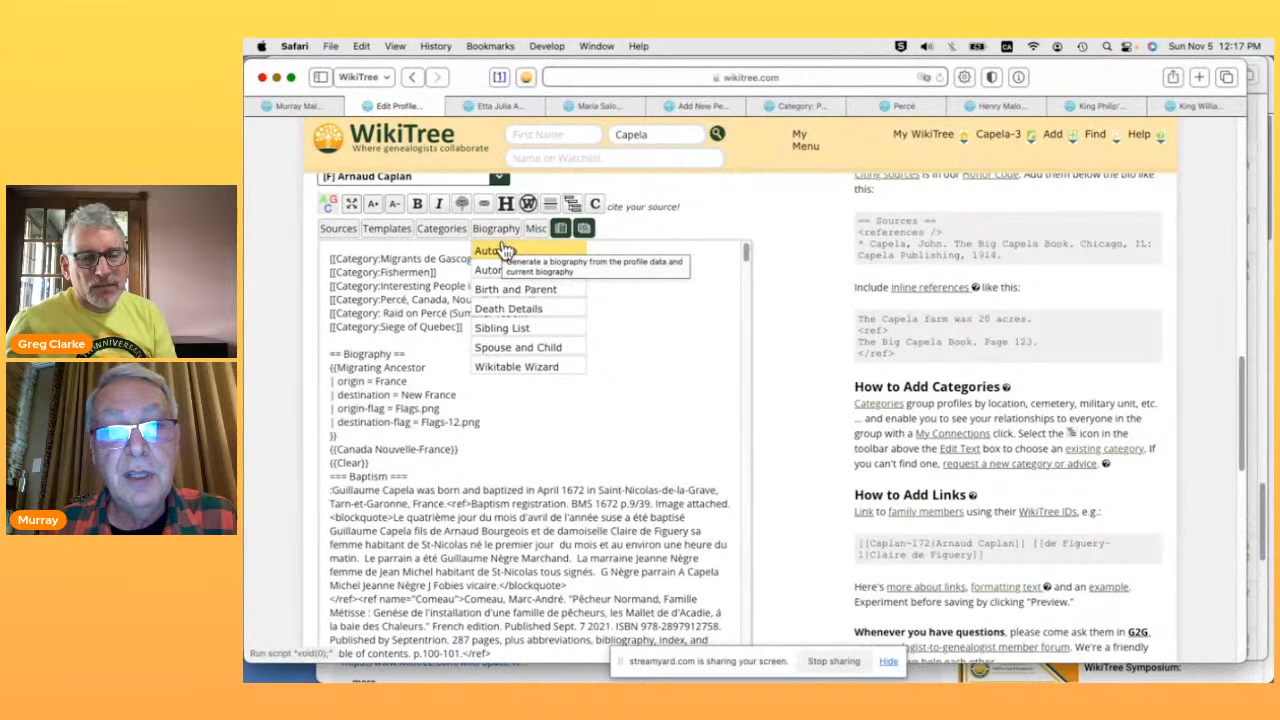 Safari File Edit View History Bookmarks Develop Window Help
CA
Sun Nov 5 12:17 PM
WikiTree
[1]
wikitree.com
Murray Mal...
Edit Profile...
Etta Julia A...
Maria Salo...
Add New Pe...
Category: P...
Percé
Henry Malo...
King Philip'...
King Willia...
WikiTree
Where genealogists collaborate
First Name
Capela
Name on Watchlist
My Menu
My WikiTree
Capela-3
Add
Find
Help
[F] Arnaud Caplan
A G C A+ A- B I H W C cite your source!
Sources Templates Categories Biography Misc
Auto
Generate a biography from the profile data and
current biography
Birth and Parent
Death Details
Sibling List
Spouse and Child
Wikitable Wizard
[[Category:Migrants de Gascog
[[Category:Fishermen]]
[[Category:Interesting People i
[[Category:Percé, Canada, Nou
[[Category: Raid on Percé (Sum
[[Category:Siege of Quebec]]
== Biography ==
{{Migrating Ancestor
| origin = France
| destination = New France
| origin-flag = Flags.png
| destination-flag = Flags-12.png
}}
{{Canada Nouvelle-France}}
{{Clear}}
=== Baptism ===
:Guillaume Capela was born and baptized in April 1672 in Saint-Nicolas-de-la-Grave,
Tarn-et-Garonne, France.<ref>Baptism registration. BMS 1672 p.9/39. Image attached.
<blockquote>Le quatrième jour du mois d'avril de l'année suse a été baptisé
Guillaume Capela fils de Arnaud Bourgeois et de damoiselle Claire de Figuery sa
femme habitant de St-Nicolas né le premier jour du mois et au environ une heure du
matin. Le parrain a été Guillaume Nègre Marchand. La marraine Jeanne Nègre
femme de Jean Michel habitant de St-Nicolas tous signés. G Nègre parrain A Capela
Michel Jeanne Nègre J Fobies vicaire.</blockquote>
</ref><ref name="Comeau">Comeau, Marc-André. "Pêcheur Normand, Famille
Métisse : Genèse de l'installation d'une famille de pêcheurs, les Mallet de d'Acadie, á
la baie des Chaleurs." French edition. Published Sept. 7 2021. ISBN 978-2897912758.
Published by Septentrion. 287 pages, plus abbreviations, bibliography, index, and
ble of contents. p.100-101.</ref>
Run script "void(0);"
more
Citing sources is in our Honor Code. Add them below the bio like
this:
== Sources ==
<references />
* Capela, John. The Big Capela Book. Chicago, IL:
Capela Publishing, 1914.
Include inline references like this:
The Capela farm was 20 acres.
<ref>
The Big Capela Book. Page 123.
</ref>
How to Add Categories
Categories group profiles by location, cemetery, military unit, etc.
... and enable you to see your relationships to everyone in the
group with a My Connections click. Select the icon in the
toolbar above the Edit Text box to choose an existing category. If
you can't find one, request a new category or advice.
How to Add Links
Link to family members using their WikiTree IDs, e.g.:
[[Caplan-172|Arnaud Caplan]] [[de Figuery-
1|Claire de Figuery]]
Here's more about links, formatting text and an example.
Experiment before saving by clicking "Preview."
Whenever you have questions, please come ask them in G2G,
logist-to-genealogist member forum. We're a friendly
WikiTree Symposium:
streamyard.com is sharing your screen.
Stop sharing
Hide
Greg Clarke
Murray